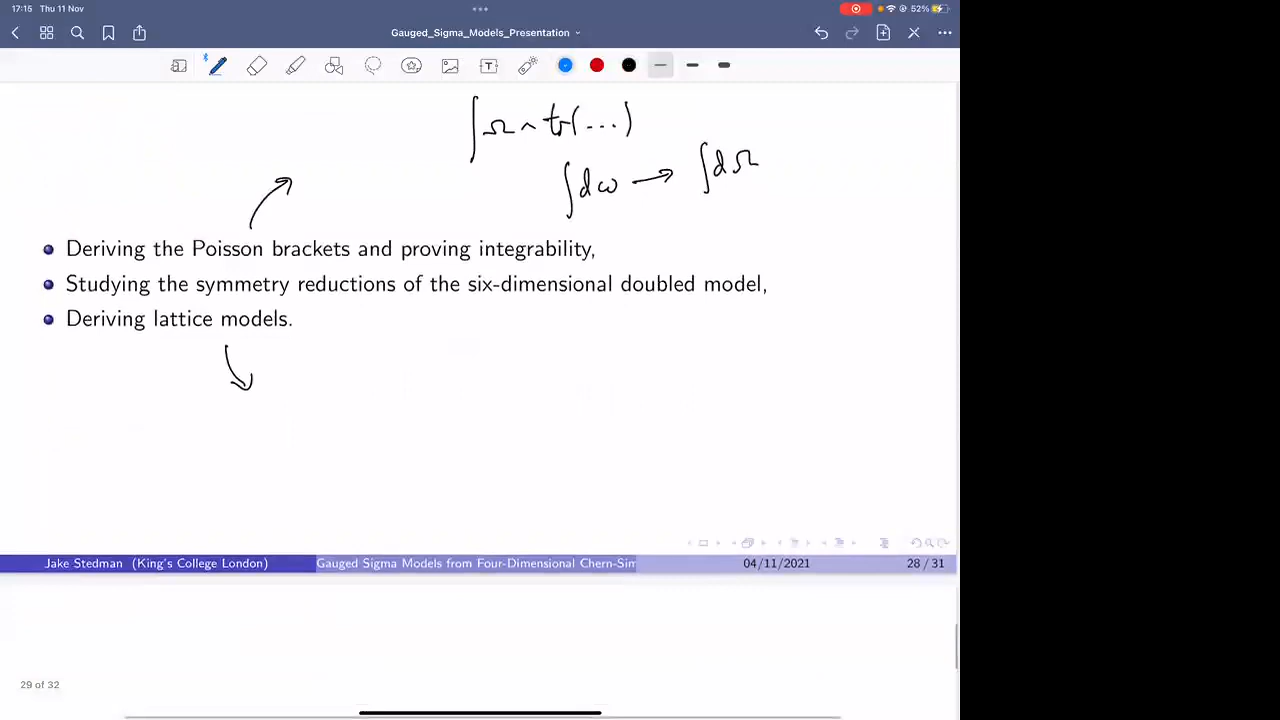 17:15 Thu 11 Nov
52%
Gauged_Sigma_Models_Presentation
T
∫Ω∧tr(...)
∫dω → ∫dΩ
Deriving the Poisson brackets and proving integrability,
Studying the symmetry reductions of the six-dimensional doubled model,
Deriving lattice models.
Jake Stedman (King's College London) Gauged Sigma Models from Four-Dimensional Chern-Sim 04/11/2021 28 / 31
29 of 32